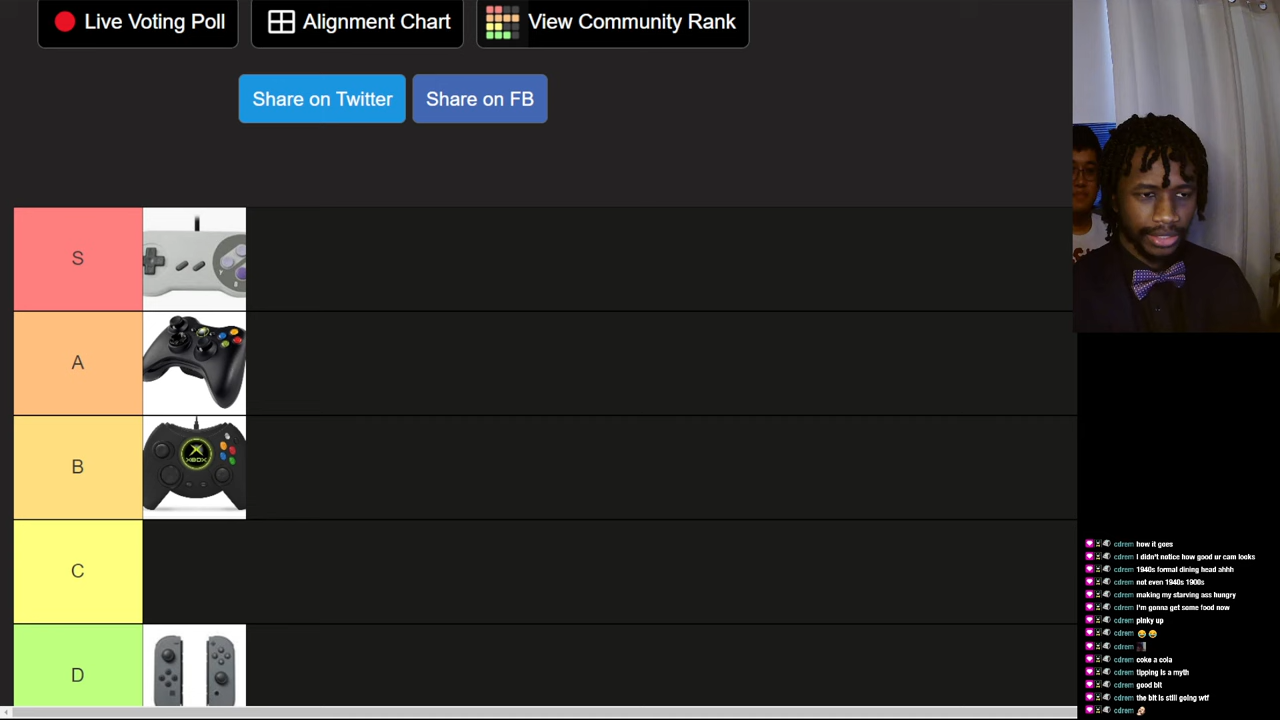 Live Voting Poll
Alignment Chart
View Community Rank
Share on Twitter
Share on FB
S
A
B
XBOX
C
D
cdrem how it goes
cdrem I didn't notice how good ur cam looks
cdrem 1940s formal dining head ahhh
cdrem not even 1940s 1900s
cdrem making my starving ass hungry
cdrem I'm gonna get some food now
cdrem pinky up
cdrem 😂 😂
cdrem
cdrem coke a cola
cdrem tipping is a myth
cdrem good bit
cdrem the bit is still going wtf
cdrem